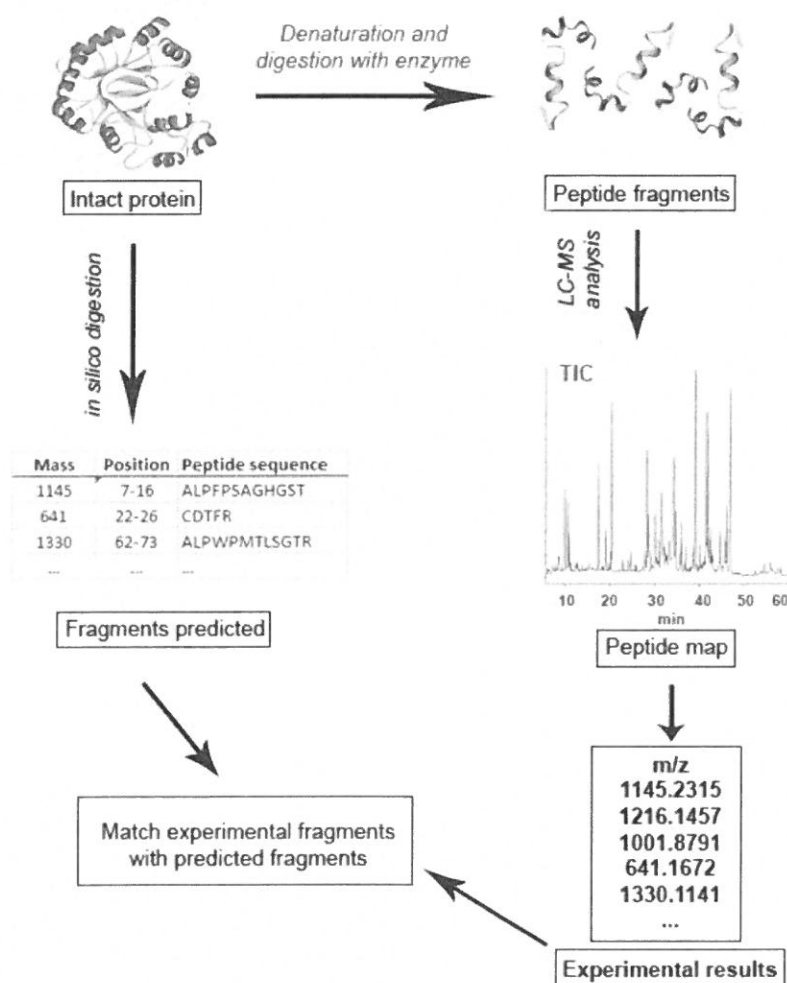 Denaturation and
digestion with enzyme
Intact protein
Peptide fragments
in silico digestion
LC-MS
analysis
TIC
10 20 30 40 50 60
min
Peptide map
Mass Position Peptide sequence
1145 7-16 ALPFPSAGHGST
641 22-26 CDTFR
1330 62-73 ALPWPMTLSGTR
... ... ...
Fragments predicted
m/z
1145.2315
1216.1457
1001.8791
641.1672
1330.1141
...
Experimental results
Match experimental fragments
with predicted fragments